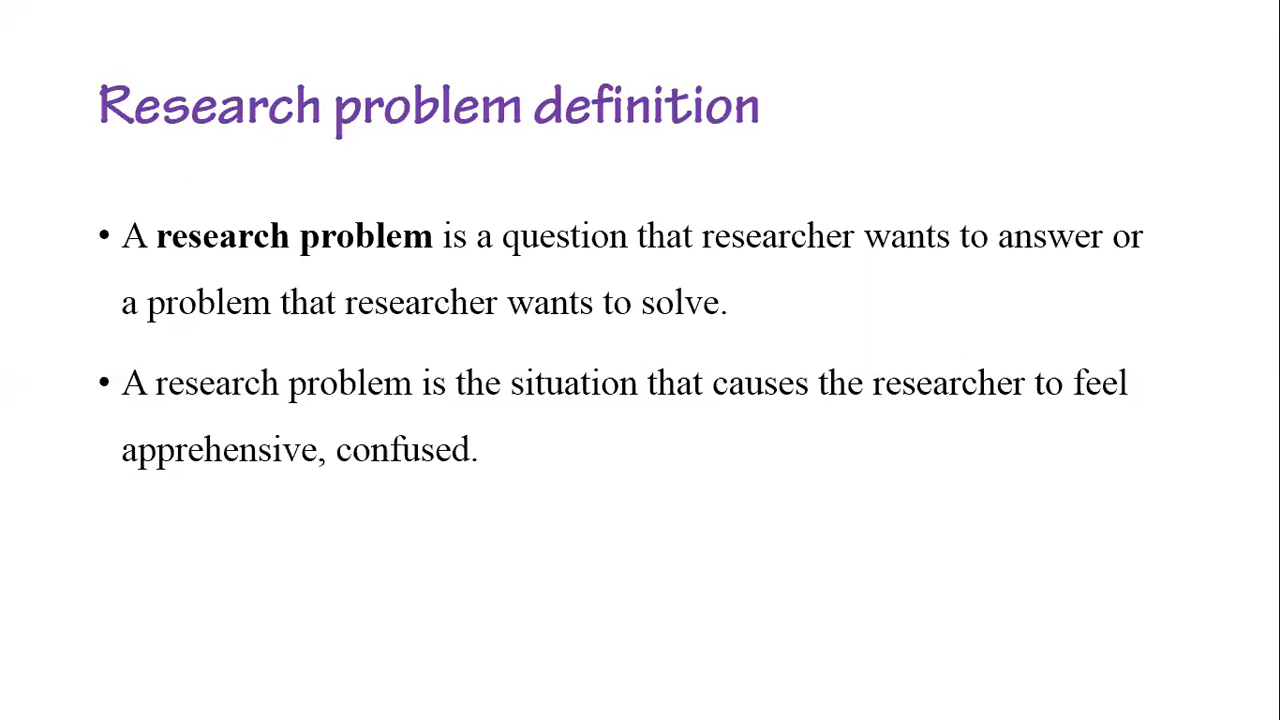 Research problem definition
• A research problem is a question that researcher wants to answer or
a problem that researcher wants to solve.
• A research problem is the situation that causes the researcher to feel
apprehensive, confused.